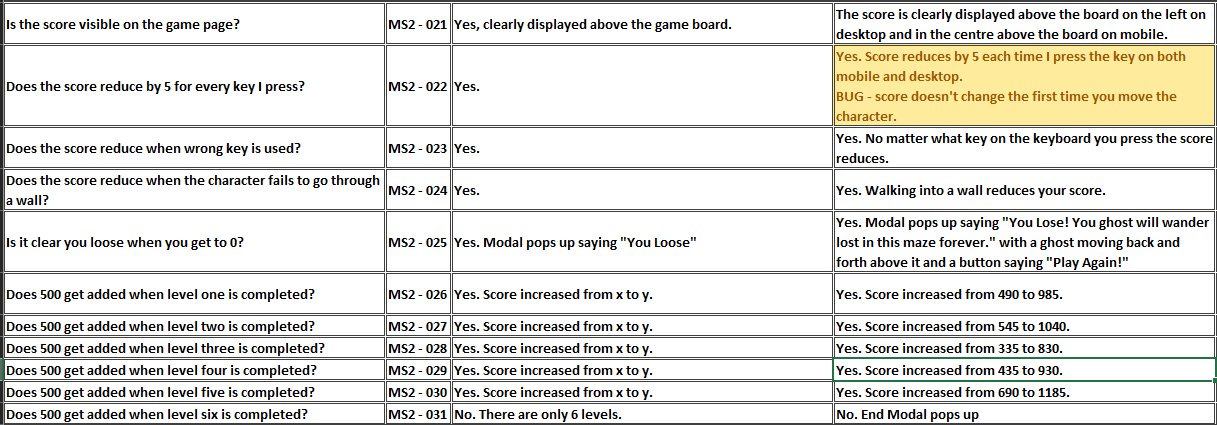 Is the score visible on the game page? MS2 - 021 Yes, clearly displayed above the game board. The score is clearly displayed above the board on the left on
desktop and in the centre above the board on mobile.
Does the score reduce by 5 for every key I press? MS2 - 022 Yes. Yes. Score reduces by 5 each time I press the key on both
mobile and desktop.
BUG - score doesn't change the first time you move the
character.
Does the score reduce when wrong key is used? MS2 - 023 Yes. Yes. No matter what key on the keyboard you press the score
reduces.
Does the score reduce when the character fails to go through
a wall? MS2 - 024 Yes. Yes. Walking into a wall reduces your score.
Is it clear you loose when you get to 0? MS2 - 025 Yes. Modal pops up saying "You Loose" Yes. Modal pops up saying "You Lose! You ghost will wander
lost in this maze forever." with a ghost moving back and
forth above it and a button saying "Play Again!"
Does 500 get added when level one is completed? MS2 - 026 Yes. Score increased from x to y. Yes. Score increased from 490 to 985.
Does 500 get added when level two is completed? MS2 - 027 Yes. Score increased from x to y. Yes. Score increased from 545 to 1040.
Does 500 get added when level three is completed? MS2 - 028 Yes. Score increased from x to y. Yes. Score increased from 335 to 830.
Does 500 get added when level four is completed? MS2 - 029 Yes. Score increased from x to y. Yes. Score increased from 435 to 930.
Does 500 get added when level five is completed? MS2 - 030 Yes. Score increased from x to y. Yes. Score increased from 690 to 1185.
Does 500 get added when level six is completed? MS2 - 031 No. There are only 6 levels. No. End Modal pops up